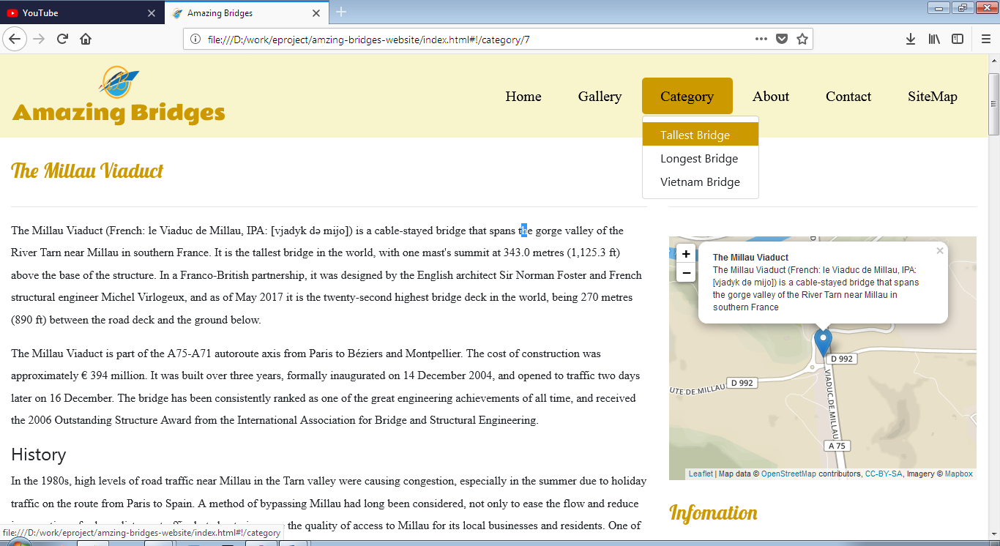 YouTube
Amazing Bridges
file:///D:/work/eproject/amzing-bridges-website/index.html#!/category/7
Amazing Bridges
Home
Gallery
Category
About
Contact
SiteMap
Tallest Bridge
Longest Bridge
Vietnam Bridge
The Millau Viaduct
The Millau Viaduct (French: le Viaduc de Millau, IPA: [vjadyk də mijo]) is a cable-stayed bridge that spans the gorge valley of the
River Tarn near Millau in southern France. It is the tallest bridge in the world, with one mast's summit at 343.0 metres (1,125.3 ft)
above the base of the structure. In a Franco-British partnership, it was designed by the English architect Sir Norman Foster and French
structural engineer Michel Virlogeux, and as of May 2017 it is the twenty-second highest bridge deck in the world, being 270 metres
(890 ft) between the road deck and the ground below.
The Millau Viaduct is part of the A75-A71 autoroute axis from Paris to Béziers and Montpellier. The cost of construction was
approximately € 394 million. It was built over three years, formally inaugurated on 14 December 2004, and opened to traffic two days
later on 16 December. The bridge has been consistently ranked as one of the great engineering achievements of all time, and received
the 2006 Outstanding Structure Award from the International Association for Bridge and Structural Engineering.
History
In the 1980s, high levels of road traffic near Millau in the Tarn valley were causing congestion, especially in the summer due to holiday
traffic on the route from Paris to Spain. A method of bypassing Millau had long been considered, not only to ease the flow and reduce
the quality of access to Millau for its local businesses and residents. One of
file:///D:/work/eproject/amzing-bridges-website/index.html#!/category
+
−
The Millau Viaduct
The Millau Viaduct (French: le Viaduc de Millau, IPA:
[vjadyk də mijo]) is a cable-stayed bridge that spans
the gorge valley of the River Tarn near Millau in
southern France
D 992
D 992
UTE DE MILLAU
VIADUC DE MILLAU
A 75
Leaflet | Map data © OpenStreetMap contributors, CC-BY-SA, Imagery © Mapbox
Infomation